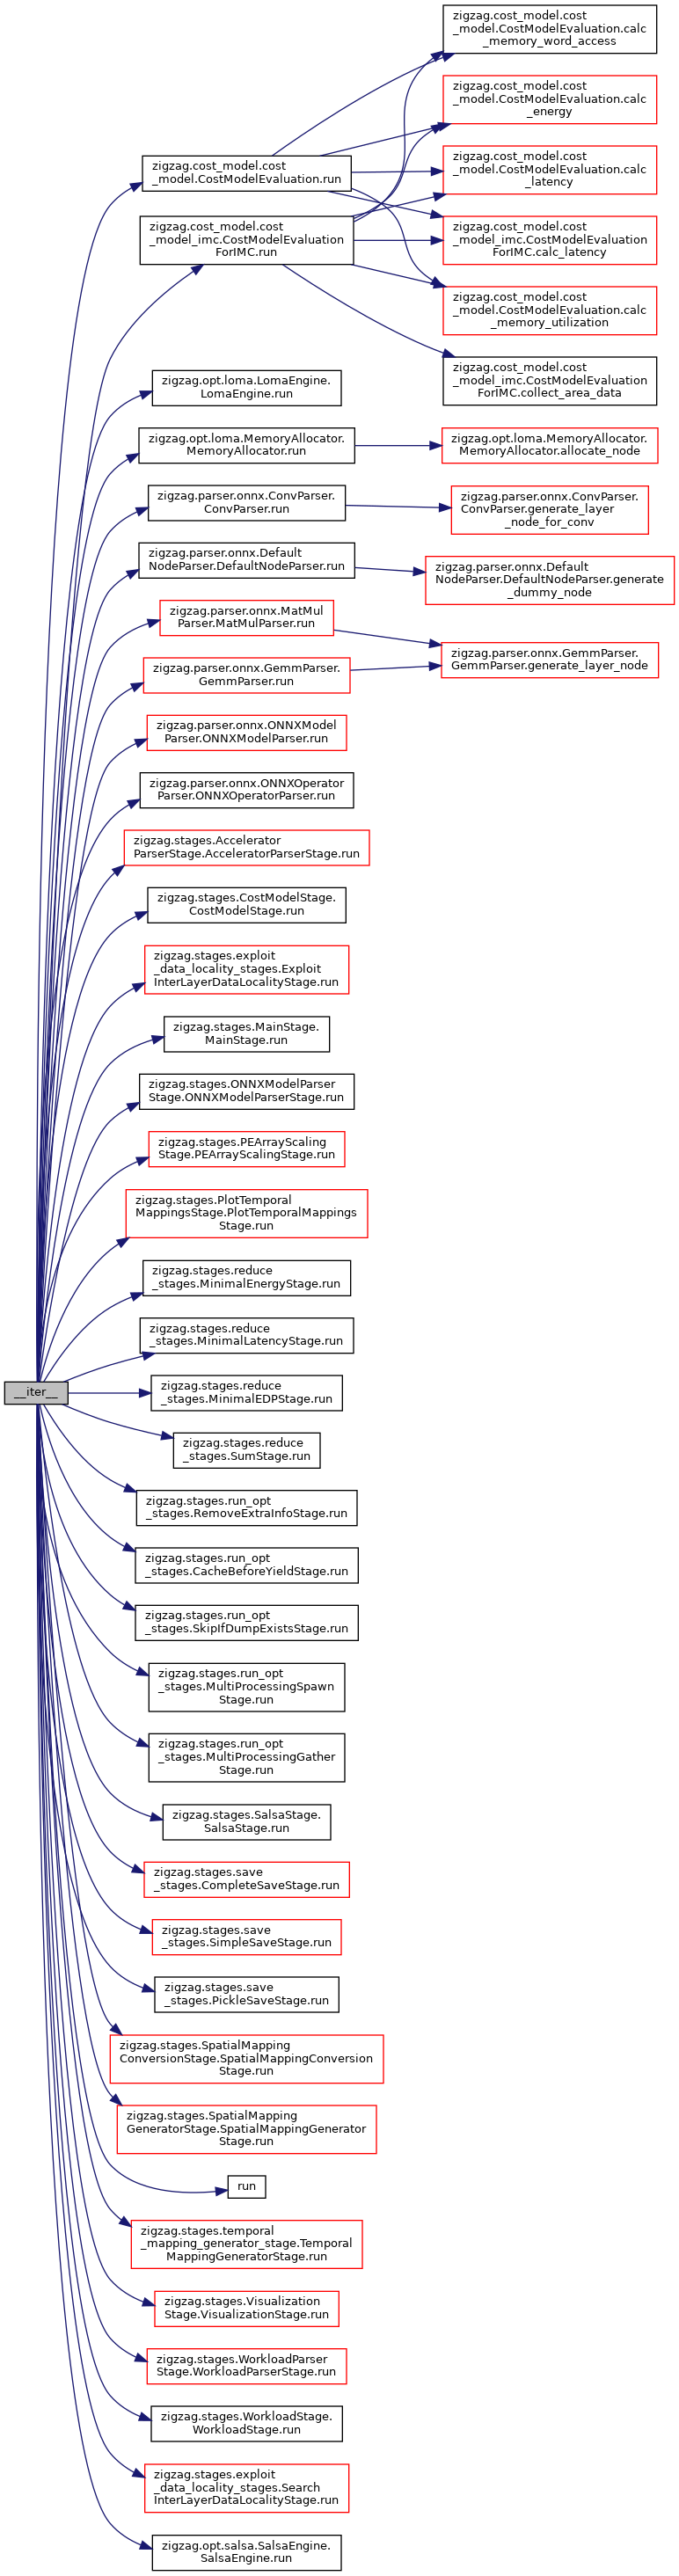 zigzag.cost_model.cost
_model.CostModelEvaluation.calc
_memory_word_access
zigzag.cost_model.cost
_model.CostModelEvaluation.calc
_energy
zigzag.cost_model.cost
_model.CostModelEvaluation.calc
_latency
zigzag.cost_model.cost
_model.CostModelEvaluation.run
zigzag.cost_model.cost
_model_imc.CostModelEvaluation
ForIMC.run
zigzag.cost_model.cost
_model_imc.CostModelEvaluation
ForIMC.calc_latency
zigzag.cost_model.cost
_model.CostModelEvaluation.calc
_memory_utilization
zigzag.cost_model.cost
_model_imc.CostModelEvaluation
ForIMC.collect_area_data
zigzag.opt.loma.LomaEngine.
LomaEngine.run
zigzag.opt.loma.MemoryAllocator.
MemoryAllocator.run
zigzag.opt.loma.MemoryAllocator.
MemoryAllocator.allocate_node
zigzag.parser.onnx.ConvParser.
ConvParser.run
zigzag.parser.onnx.ConvParser.
ConvParser.generate_layer
_node_for_conv
zigzag.parser.onnx.Default
NodeParser.DefaultNodeParser.run
zigzag.parser.onnx.Default
NodeParser.DefaultNodeParser.generate
_dummy_node
zigzag.parser.onnx.MatMul
Parser.MatMulParser.run
zigzag.parser.onnx.GemmParser.
GemmParser.run
zigzag.parser.onnx.GemmParser.
GemmParser.generate_layer_node
zigzag.parser.onnx.ONNXModel
Parser.ONNXModelParser.run
zigzag.parser.onnx.ONNXOperator
Parser.ONNXOperatorParser.run
zigzag.stages.Accelerator
ParserStage.AcceleratorParserStage.run
zigzag.stages.CostModelStage.
CostModelStage.run
zigzag.stages.exploit
_data_locality_stages.Exploit
InterLayerDataLocalityStage.run
zigzag.stages.MainStage.
MainStage.run
zigzag.stages.ONNXModelParser
Stage.ONNXModelParserStage.run
zigzag.stages.PEArrayScaling
Stage.PEArrayScalingStage.run
zigzag.stages.PlotTemporal
MappingsStage.PlotTemporalMappings
Stage.run
zigzag.stages.reduce
_stages.MinimalEnergyStage.run
zigzag.stages.reduce
_stages.MinimalLatencyStage.run
__iter__
zigzag.stages.reduce
_stages.MinimalEDPStage.run
zigzag.stages.reduce
_stages.SumStage.run
zigzag.stages.run_opt
_stages.RemoveExtraInfoStage.run
zigzag.stages.run_opt
_stages.CacheBeforeYieldStage.run
zigzag.stages.run_opt
_stages.SkipIfDumpExistsStage.run
zigzag.stages.run_opt
_stages.MultiProcessingSpawn
Stage.run
zigzag.stages.run_opt
_stages.MultiProcessingGather
Stage.run
zigzag.stages.SalsaStage.
SalsaStage.run
zigzag.stages.save
_stages.CompleteSaveStage.run
zigzag.stages.save
_stages.SimpleSaveStage.run
zigzag.stages.save
_stages.PickleSaveStage.run
zigzag.stages.SpatialMapping
ConversionStage.SpatialMappingConversion
Stage.run
zigzag.stages.SpatialMapping
GeneratorStage.SpatialMappingGenerator
Stage.run
run
zigzag.stages.temporal
_mapping_generator_stage.Temporal
MappingGeneratorStage.run
zigzag.stages.Visualization
Stage.VisualizationStage.run
zigzag.stages.WorkloadParser
Stage.WorkloadParserStage.run
zigzag.stages.WorkloadStage.
WorkloadStage.run
zigzag.stages.exploit
_data_locality_stages.Search
InterLayerDataLocalityStage.run
zigzag.opt.salsa.SalsaEngine.
SalsaEngine.run